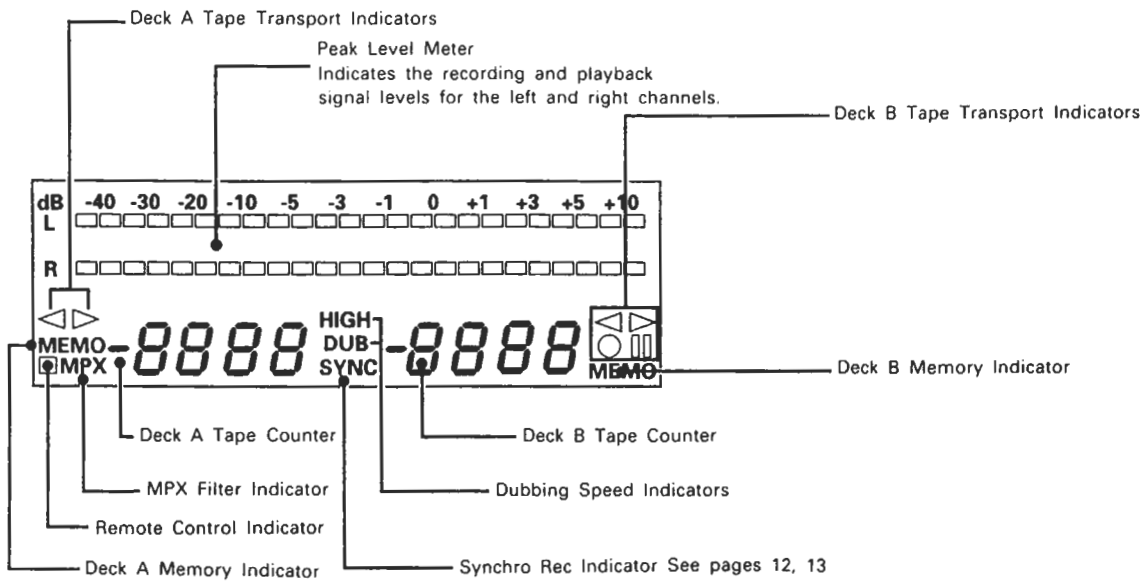 Deck A Tape Transport Indicators
Peak Level Meter
Indicates the recording and playback
signal levels for the left and right channels.
Deck B Tape Transport Indicators
dB -40 -30 -20 -10 -5 -3 -1 0 +1 +3 +5 +10
L
R
HIGH
MEMO -8888 DUB -8888
MPX SYNC MEMO
Deck B Memory Indicator
Deck A Tape Counter
Deck B Tape Counter
MPX Filter Indicator
Dubbing Speed Indicators
Remote Control Indicator
Deck A Memory Indicator
Synchro Rec Indicator See pages 12, 13